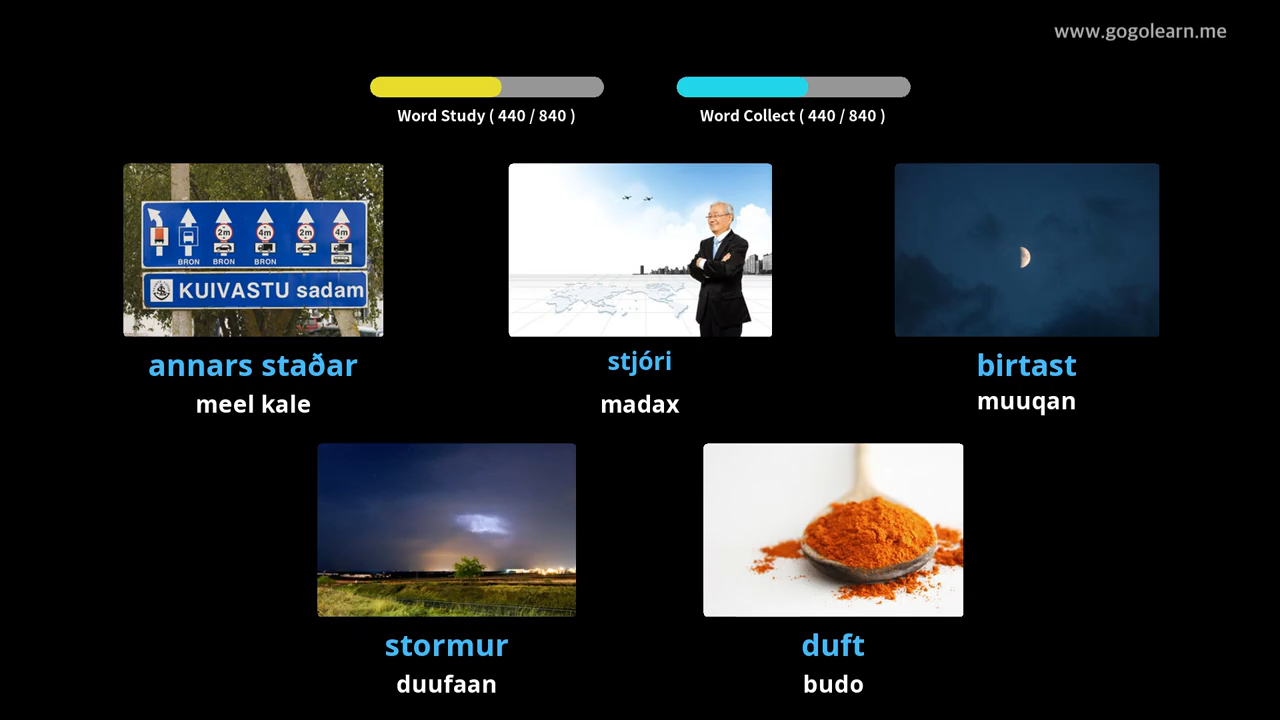 www.gogolearn.me
Word Study ( 440 / 840 )
Word Collect ( 440 / 840 )
BRON BRON BRON
2m 4m 2m 4m
KUIVASTU sadam
annars staðar
meel kale
stjóri
madax
birtast
muuqan
stormur
duufaan
duft
budo